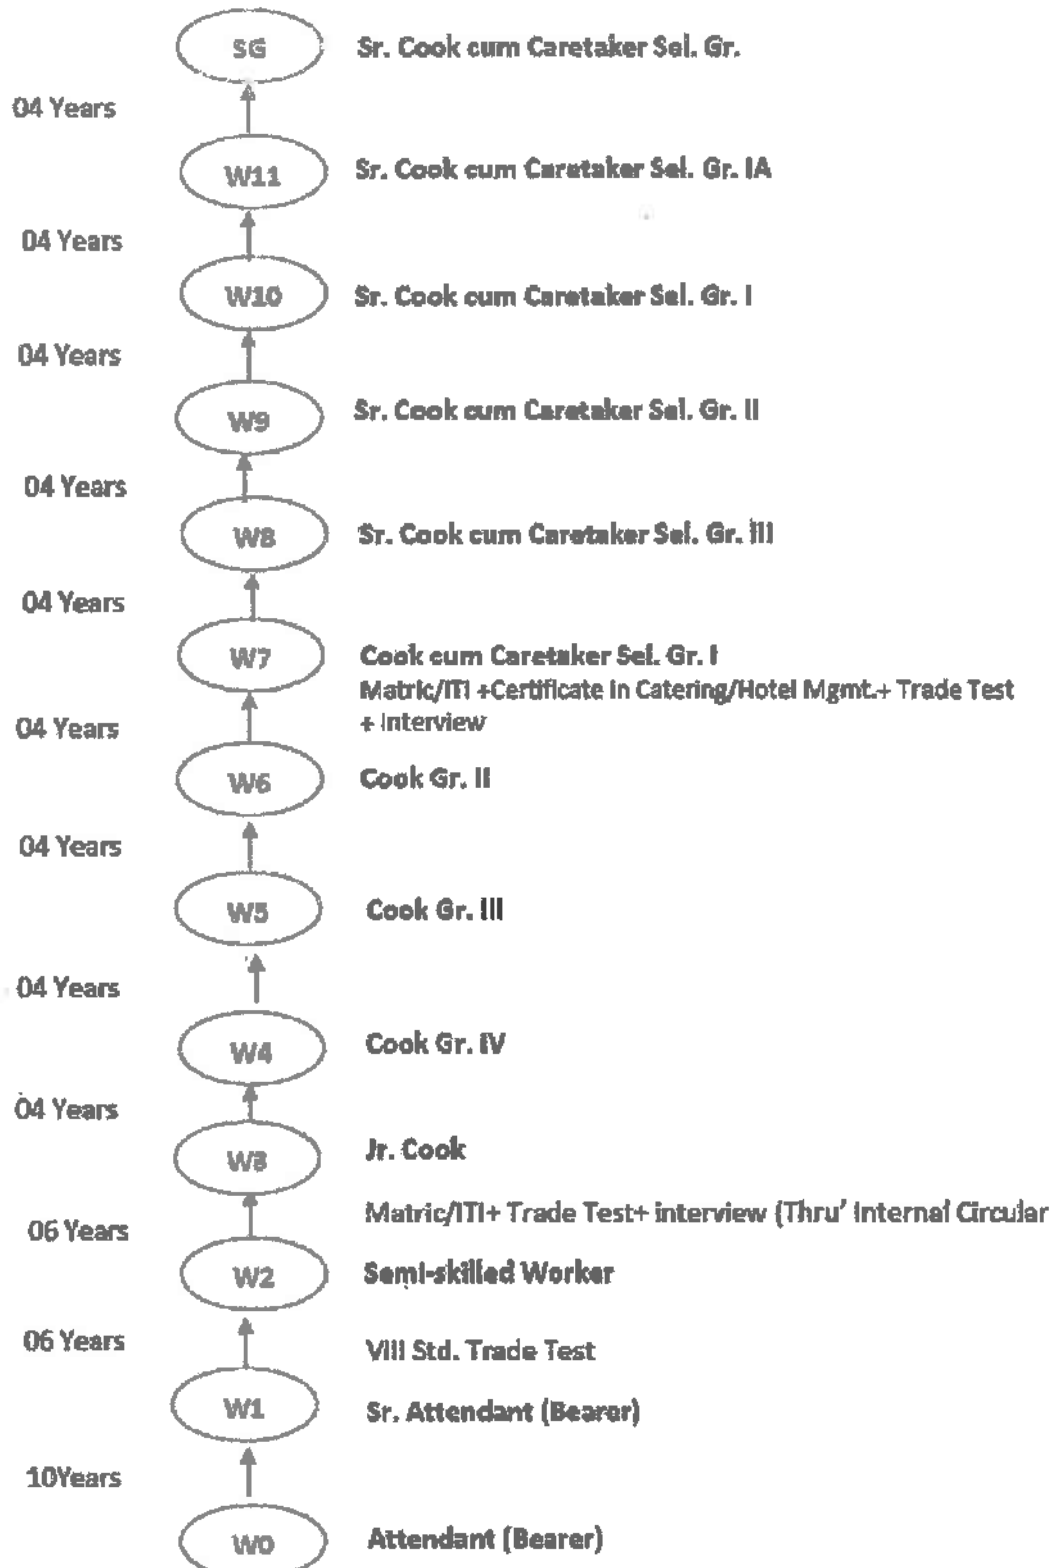 SG Sr. Cook cum Caretaker Sel. Gr.
04 Years
W11 Sr. Cook cum Caretaker Sel. Gr. IA
04 Years
W10 Sr. Cook cum Caretaker Sel. Gr. I
04 Years
W9 Sr. Cook cum Caretaker Sel. Gr. II
04 Years
W8 Sr. Cook cum Caretaker Sel. Gr. III
04 Years
W7 Cook cum Caretaker Sel. Gr. I
Matric/ITI +Certificate in Catering/Hotel Mgmt.+ Trade Test
+ Interview
04 Years
W6 Cook Gr. II
04 Years
W5 Cook Gr. III
04 Years
W4 Cook Gr. IV
04 Years
W3 Jr. Cook
Matric/ITI+ Trade Test+ interview (Thru' Internal Circular
06 Years
W2 Semi-skilled Worker
06 Years
VIII Std. Trade Test
W1 Sr. Attendant (Bearer)
10Years
W0 Attendant (Bearer)